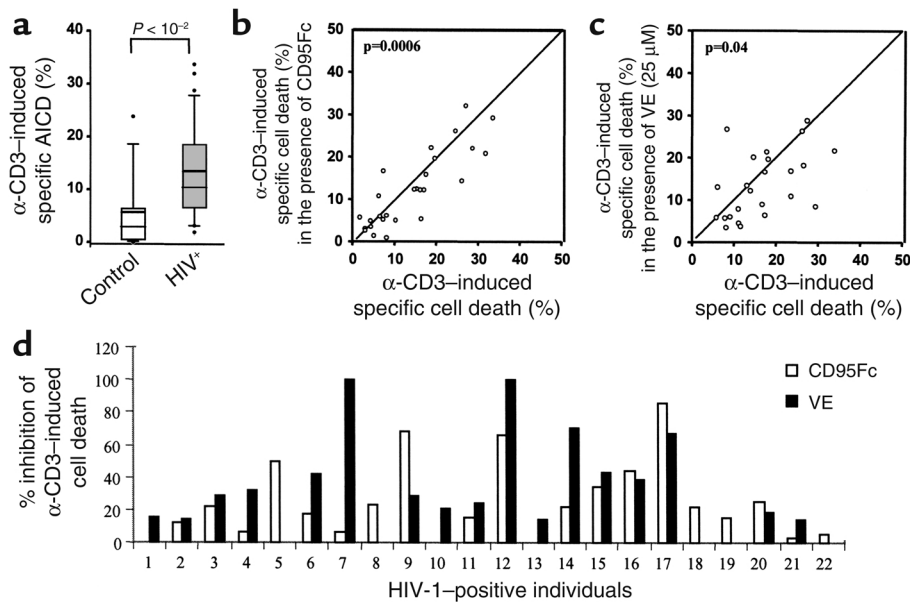 a
P < 10⁻²
α-CD3–induced
specific AICD (%)
40
30
20
10
0
Control
HIV⁺
b
p=0.0006
α-CD3–induced
specific cell death (%)
in the presence of CD95Fc
50
40
30
20
10
0
0 10 20 30 40 50
α-CD3–induced
specific cell death (%)
c
p=0.04
α-CD3–induced
specific cell death (%)
in the presence of VE (25 μM)
50
40
30
20
10
0
0 10 20 30 40 50
α-CD3–induced
specific cell death (%)
d
% inhibition of
α-CD3–induced
cell death
120
100
80
60
40
20
0
CD95Fc
VE
1 2 3 4 5 6 7 8 9 10 11 12 13 14 15 16 17 18 19 20 21 22
HIV-1–positive individuals